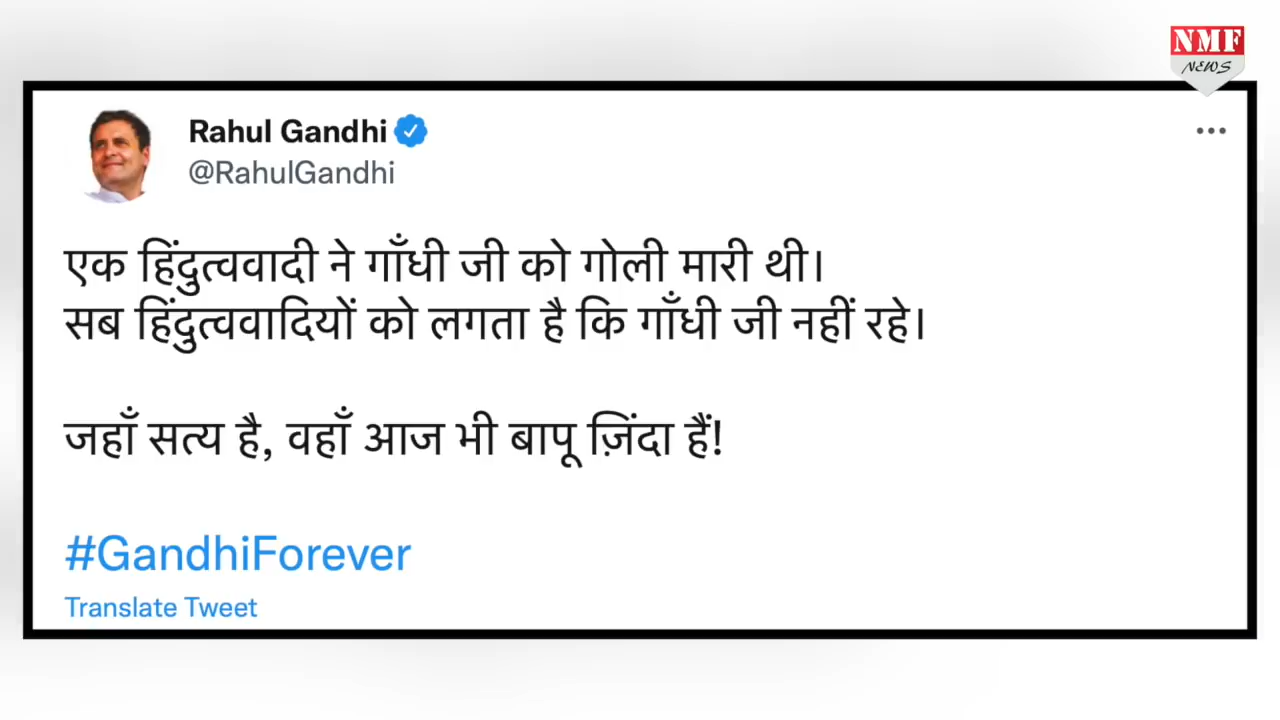 NMF
NEWS
Rahul Gandhi
@RahulGandhi
एक हिंदुत्ववादी ने गाँधी जी को गोली मारी थी।
सब हिंदुत्ववादियों को लगता है कि गाँधी जी नहीं रहे।
जहाँ सत्य है, वहाँ आज भी बापू ज़िंदा हैं!
#GandhiForever
Translate Tweet